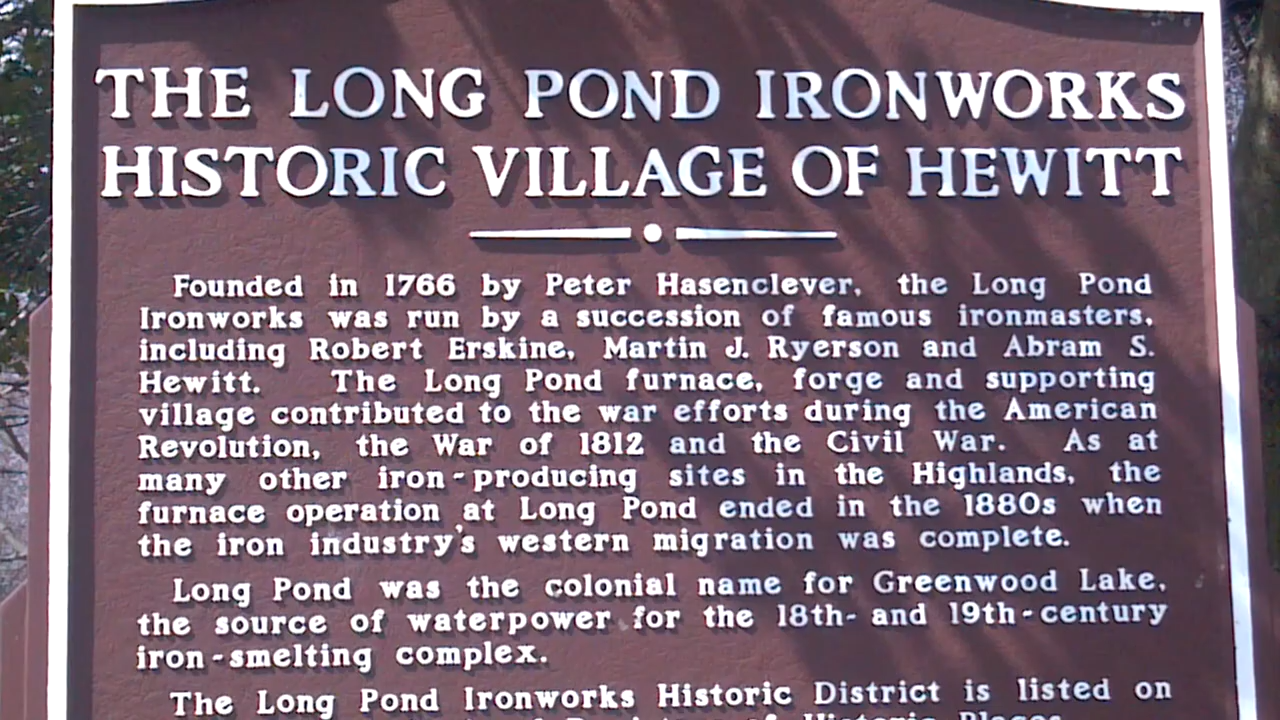 THE LONG POND IRONWORKS
HISTORIC VILLAGE OF HEWITT
Founded in 1766 by Peter Hasenclever, the Long Pond
Ironworks was run by a succession of famous ironmasters,
including Robert Erskine, Martin J. Ryerson and Abram S.
Hewitt. The Long Pond furnace, forge and supporting
village contributed to the war efforts during the American
Revolution, the War of 1812 and the Civil War. As at
many other iron-producing sites in the Highlands, the
furnace operation at Long Pond ended in the 1880s when
the iron industry's western migration was complete.
Long Pond was the colonial name for Greenwood Lake,
the source of waterpower for the 18th- and 19th-century
iron-smelting complex.
The Long Pond Ironworks Historic District is listed on
of Historic Places